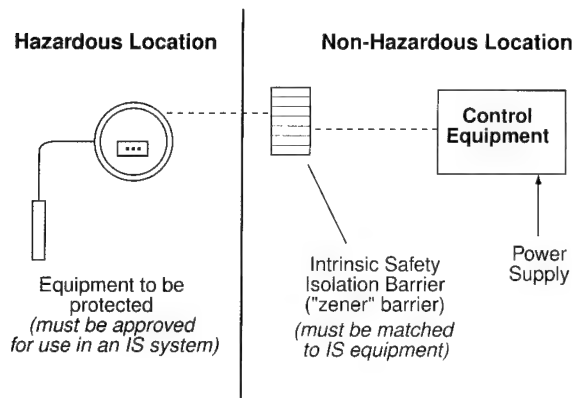 Hazardous Location
Non-Hazardous Location
Control
Equipment
Equipment to be
protected
(must be approved
for use in an IS system)
Intrinsic Safety
Isolation Barrier
("zener" barrier)
(must be matched
to IS equipment)
Power
Supply